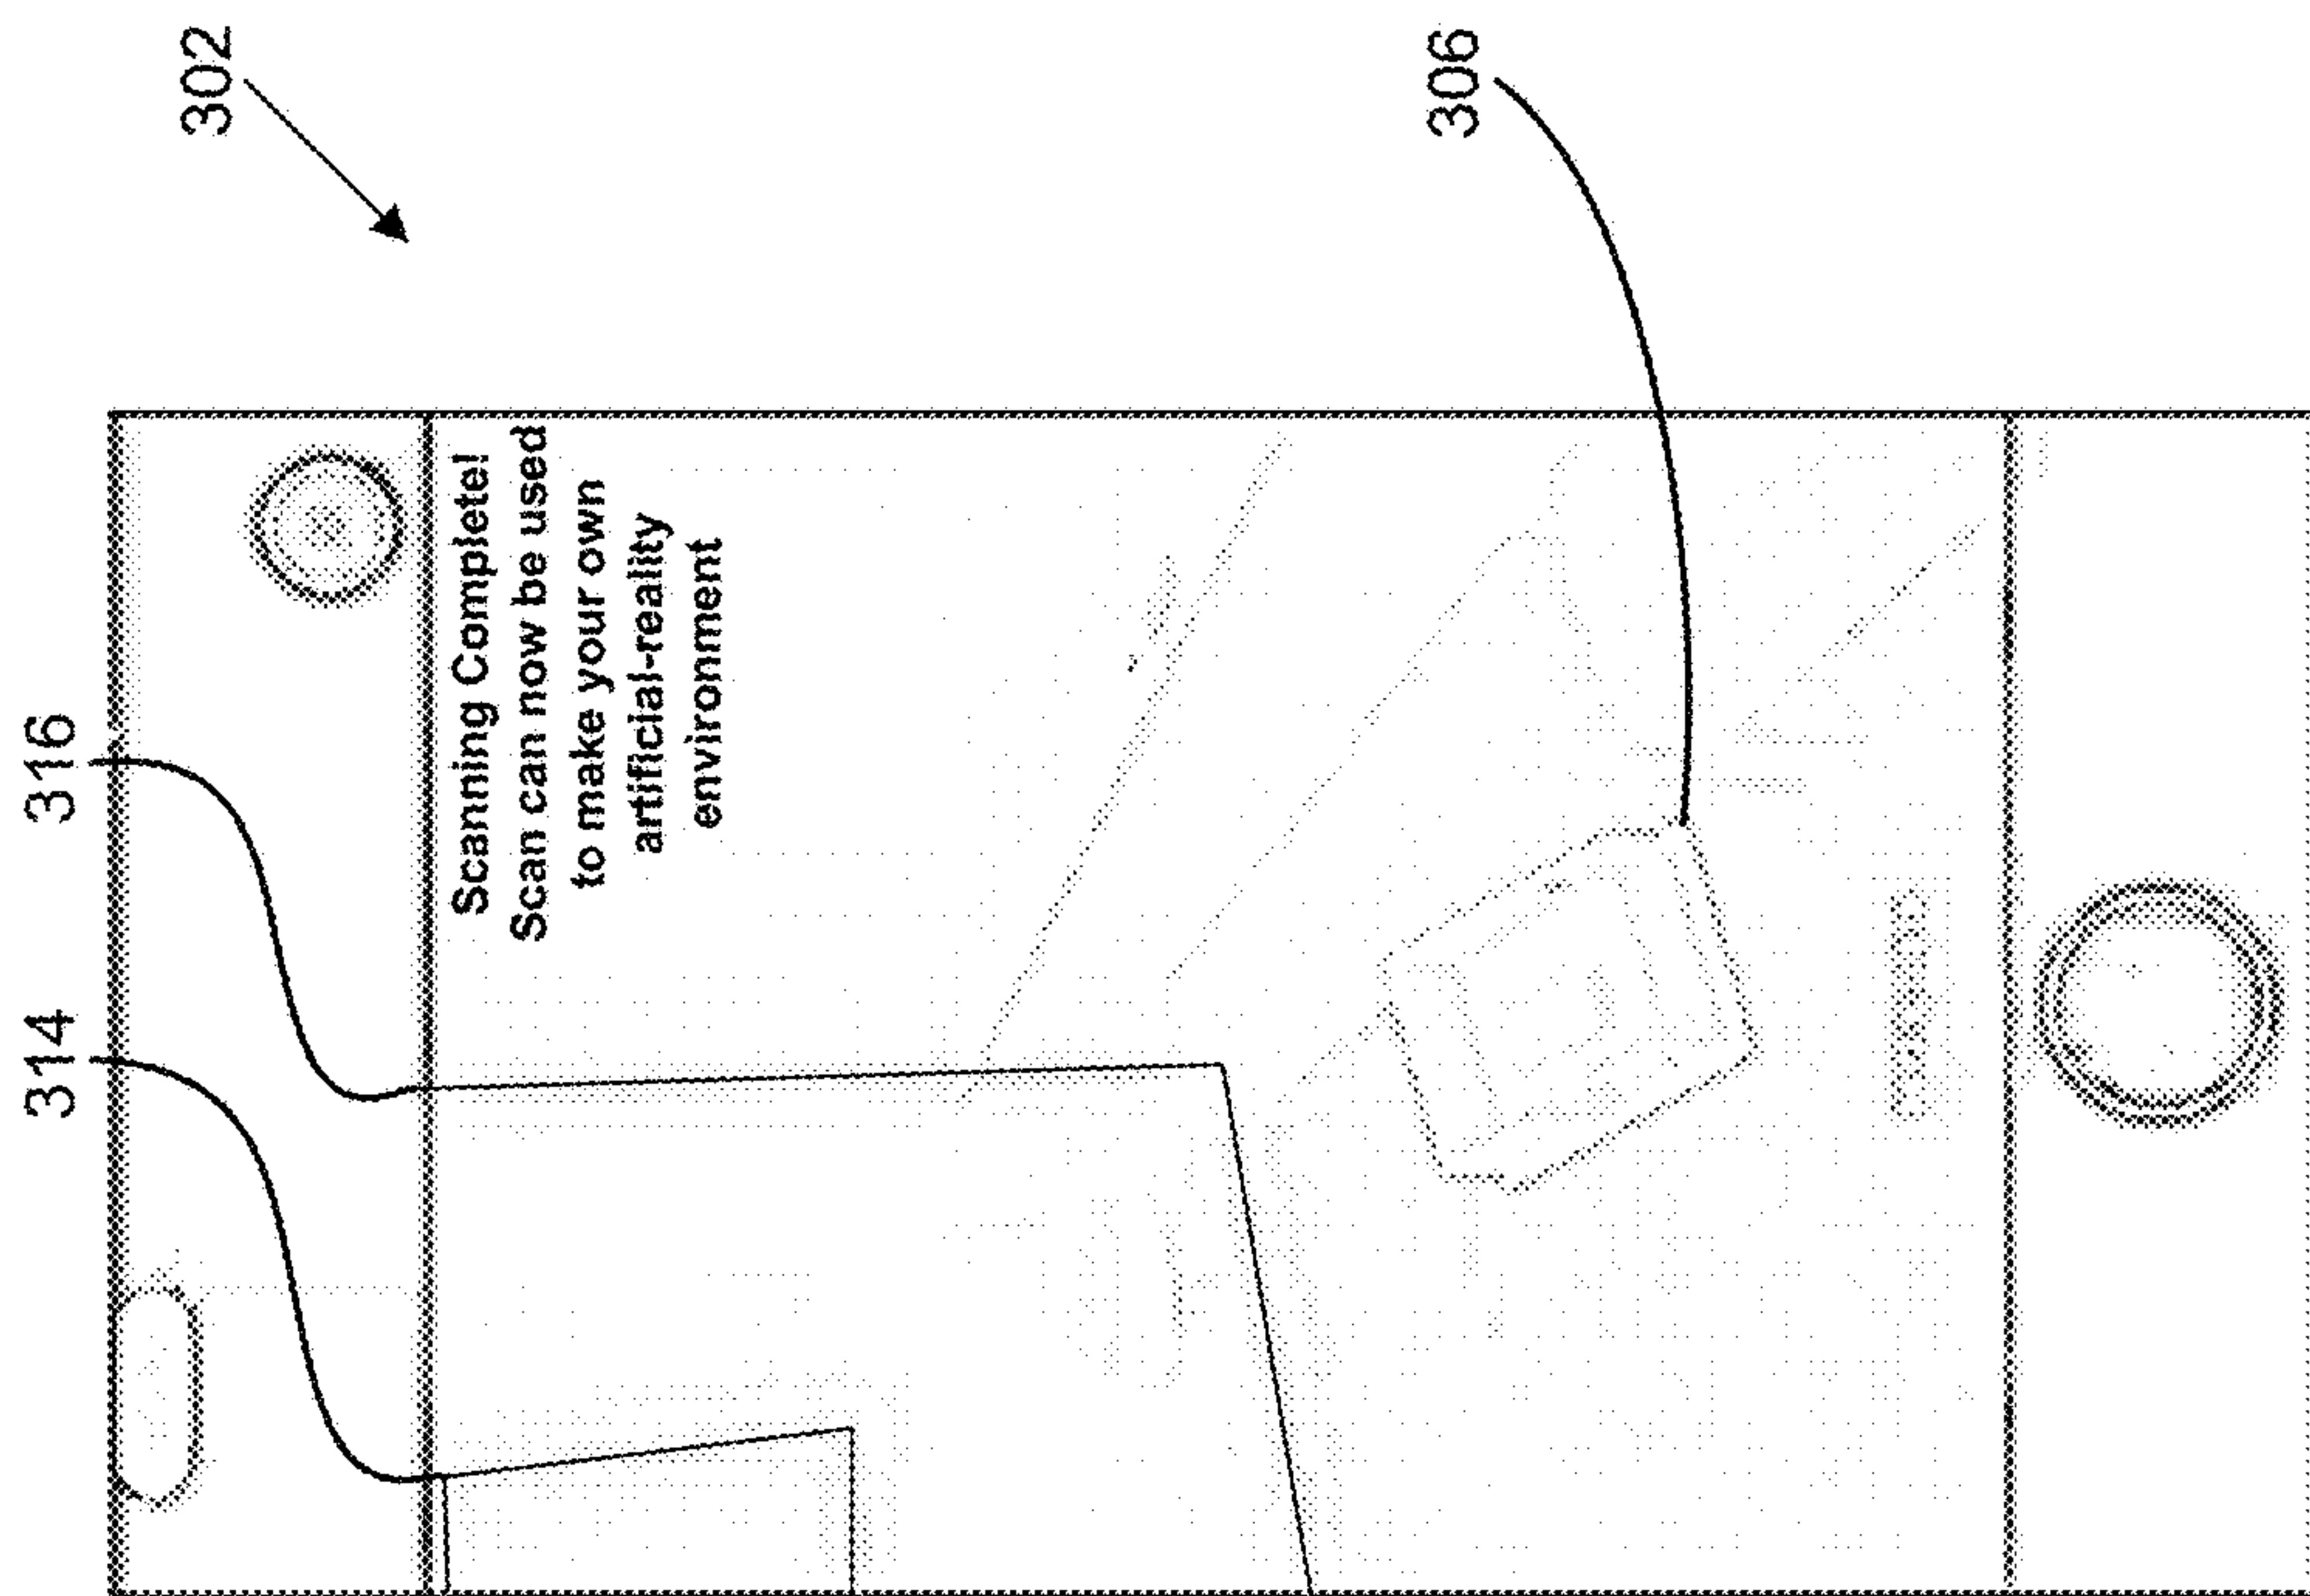 302
306
316
314
Scanning Complete!
Scan can now be used
to make your own
artificial-reality
environment